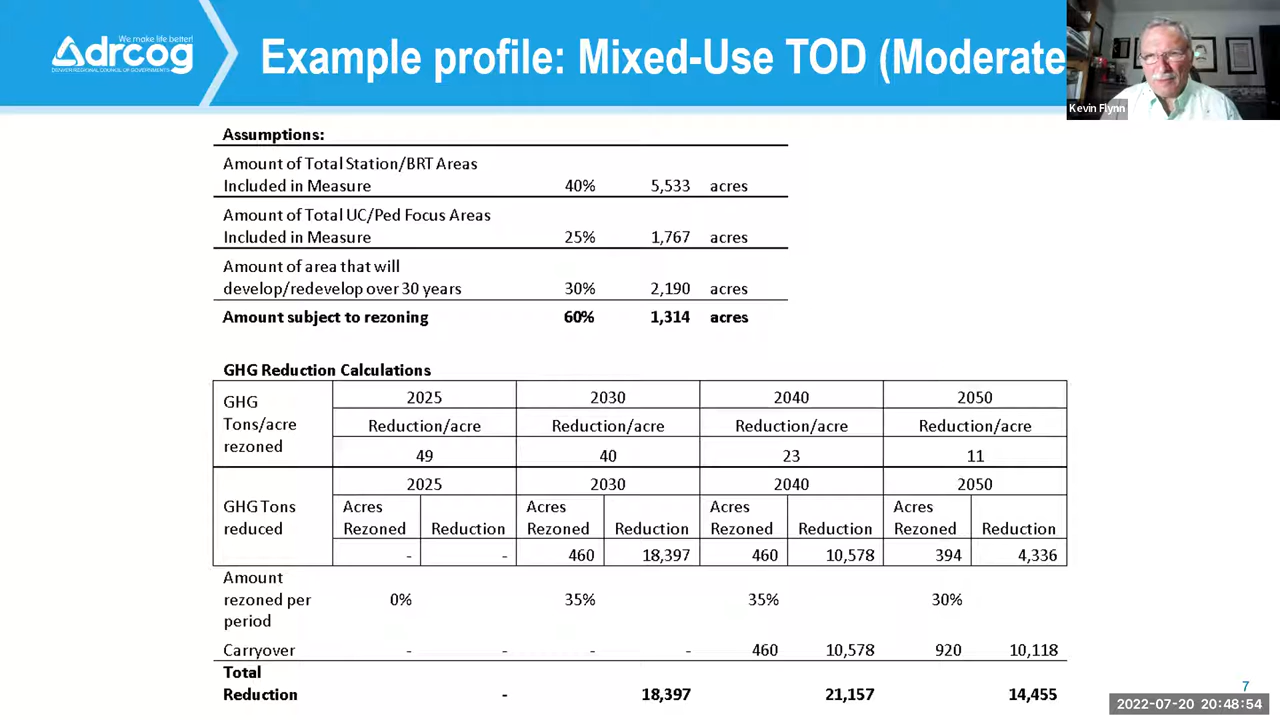 We make life better!
drcog
DENVER REGIONAL COUNCIL OF GOVERNMENTS
Example profile: Mixed-Use TOD (Moderate
Kevin Flynn
Assumptions:
Amount of Total Station/BRT Areas
Included in Measure 40% 5,533 acres
Amount of Total UC/Ped Focus Areas
Included in Measure 25% 1,767 acres
Amount of area that will
develop/redevelop over 30 years 30% 2,190 acres
Amount subject to rezoning 60% 1,314 acres
GHG Reduction Calculations
GHG
Tons/acre
rezoned
2025 2030 2040 2050
Reduction/acre Reduction/acre Reduction/acre Reduction/acre
49 40 23 11
GHG Tons
reduced
2025 2030 2040 2050
Acres Acres Acres Acres
Rezoned Reduction Rezoned Reduction Rezoned Reduction Rezoned Reduction
- - 460 18,397 460 10,578 394 4,336
Amount
rezoned per 0% 35% 35% 30%
period
Carryover - - - - 460 10,578 920 10,118
Total
Reduction - 18,397 21,157 14,455
7
2022-07-20 20:48:54